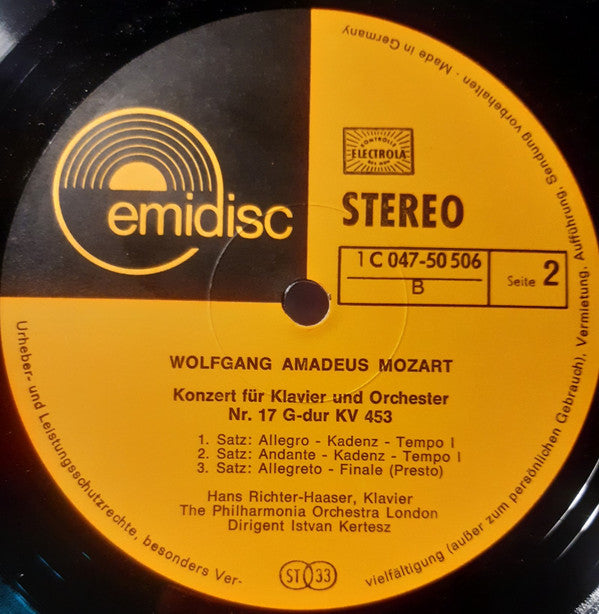 emidisc
KONTROLLE
ELECTROLA
STEREO
1 C 047-50 506
B
Seite 2
WOLFGANG AMADEUS MOZART
Konzert für Klavier und Orchester
Nr. 17 G-dur KV 453
1. Satz: Allegro - Kadenz - Tempo I
2. Satz: Andante - Kadenz - Tempo I
3. Satz: Allegreto - Finale (Presto)
Hans Richter-Haaser, Klavier
The Philharmonia Orchestra London
Dirigent Istvan Kertesz
ST 33
Urheber- und Leistungsschutzrechte, besonders Ver-
vielfältigung (außer zum persönlichen Gebrauch), Vermietung, Aufführung, Sendung vorbehalten · Made in Germany